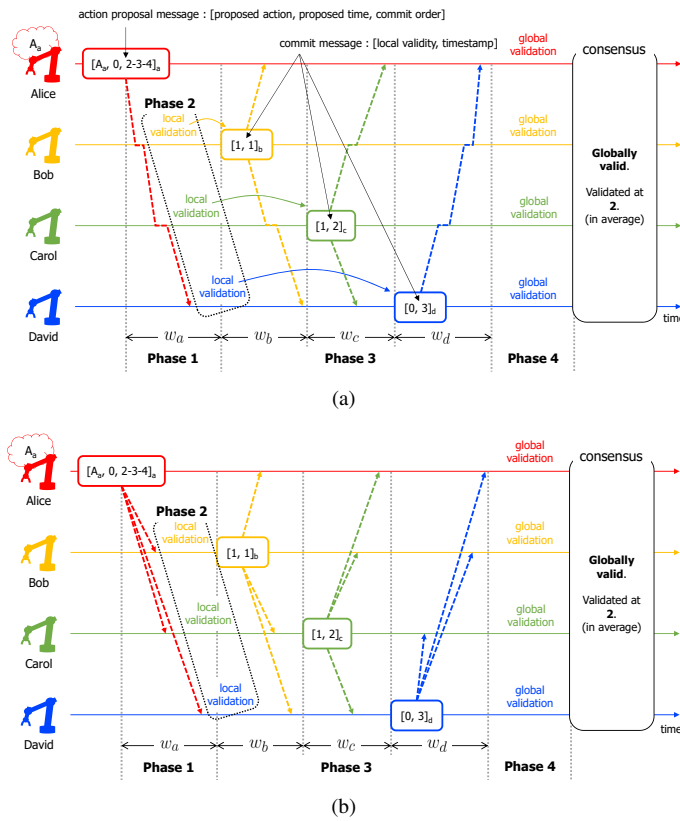 action proposal message : [proposed action, proposed time, commit order]
commit message : [local validity, timestamp]
Aa
[Aa, 0, 2-3-4]a
Alice
global
validation
consensus
Phase 2
local
validation
[1, 1]b
Bob
global
validation
Globally
valid.
Validated at
2.
(in average)
local
validation
[1, 2]c
Carol
global
validation
local
validation
[0, 3]d
David
global
validation
time
wa wb wc wd
Phase 1 Phase 3 Phase 4
(a)
Aa
[Aa, 0, 2-3-4]a
Alice
global
validation
consensus
Phase 2
local
validation
[1, 1]b
Bob
global
validation
Globally
valid.
Validated at
2.
(in average)
local
validation
[1, 2]c
Carol
global
validation
local
validation
[0, 3]d
David
global
validation
time
wa wb wc wd
Phase 1 Phase 3 Phase 4
(b)